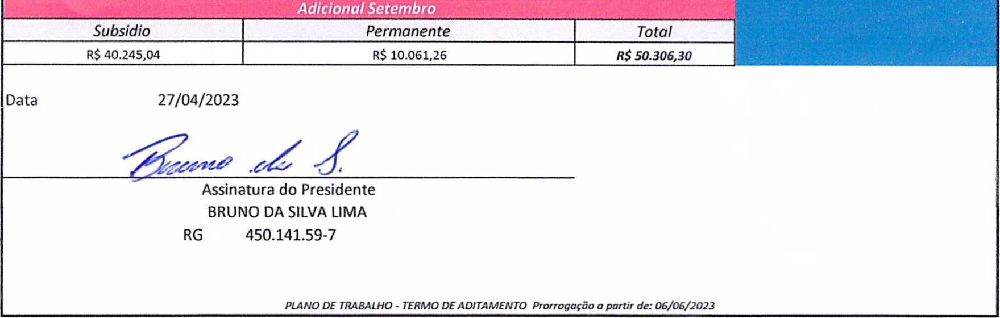 Adicional Setembro
Subsidio Permanente Total
R$ 40.245,04 R$ 10.061,26 R$ 50.306,30
Data 27/04/2023
Bruno da S.
Assinatura do Presidente
BRUNO DA SILVA LIMA
RG 450.141.59-7
PLANO DE TRABALHO - TERMO DE ADITAMENTO Prorrogação a partir de: 06/06/2023